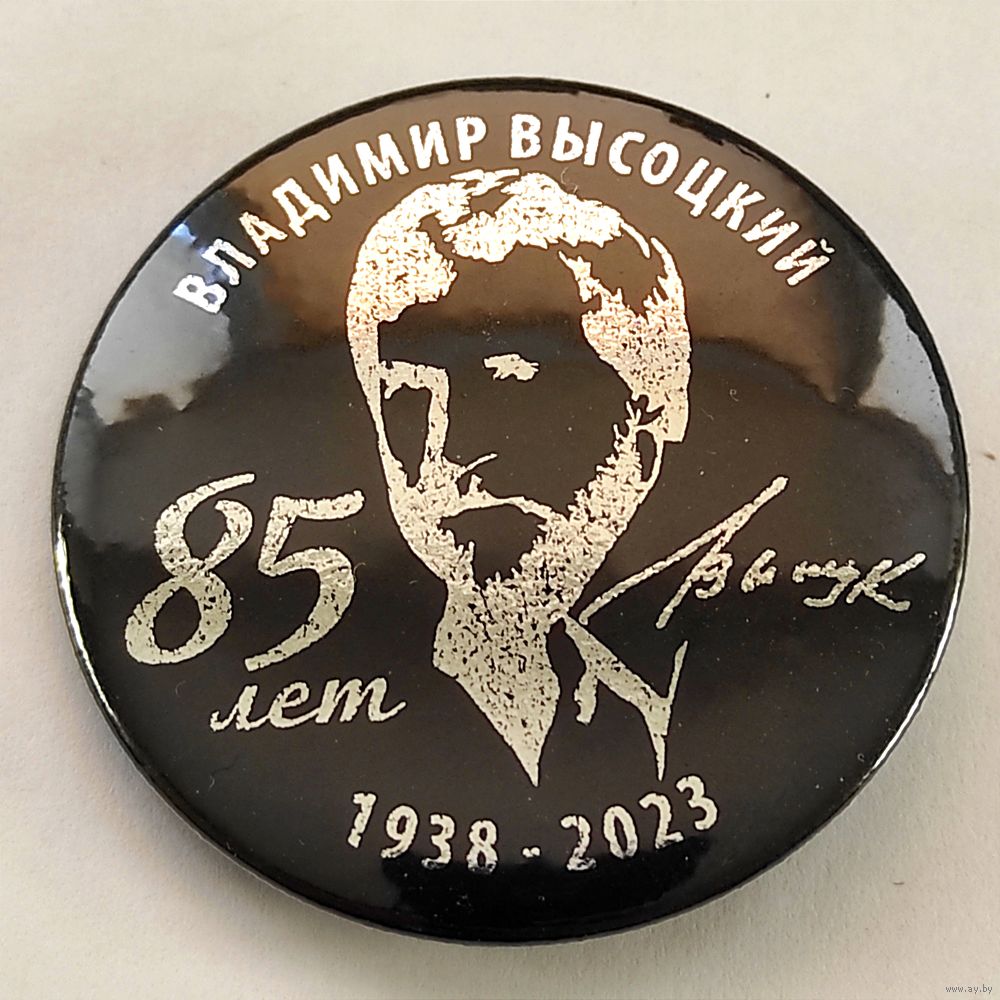 ВЛАДИМИР ВЫСОЦКИЙ
85
лет
1938 - 2023
www.ay.by